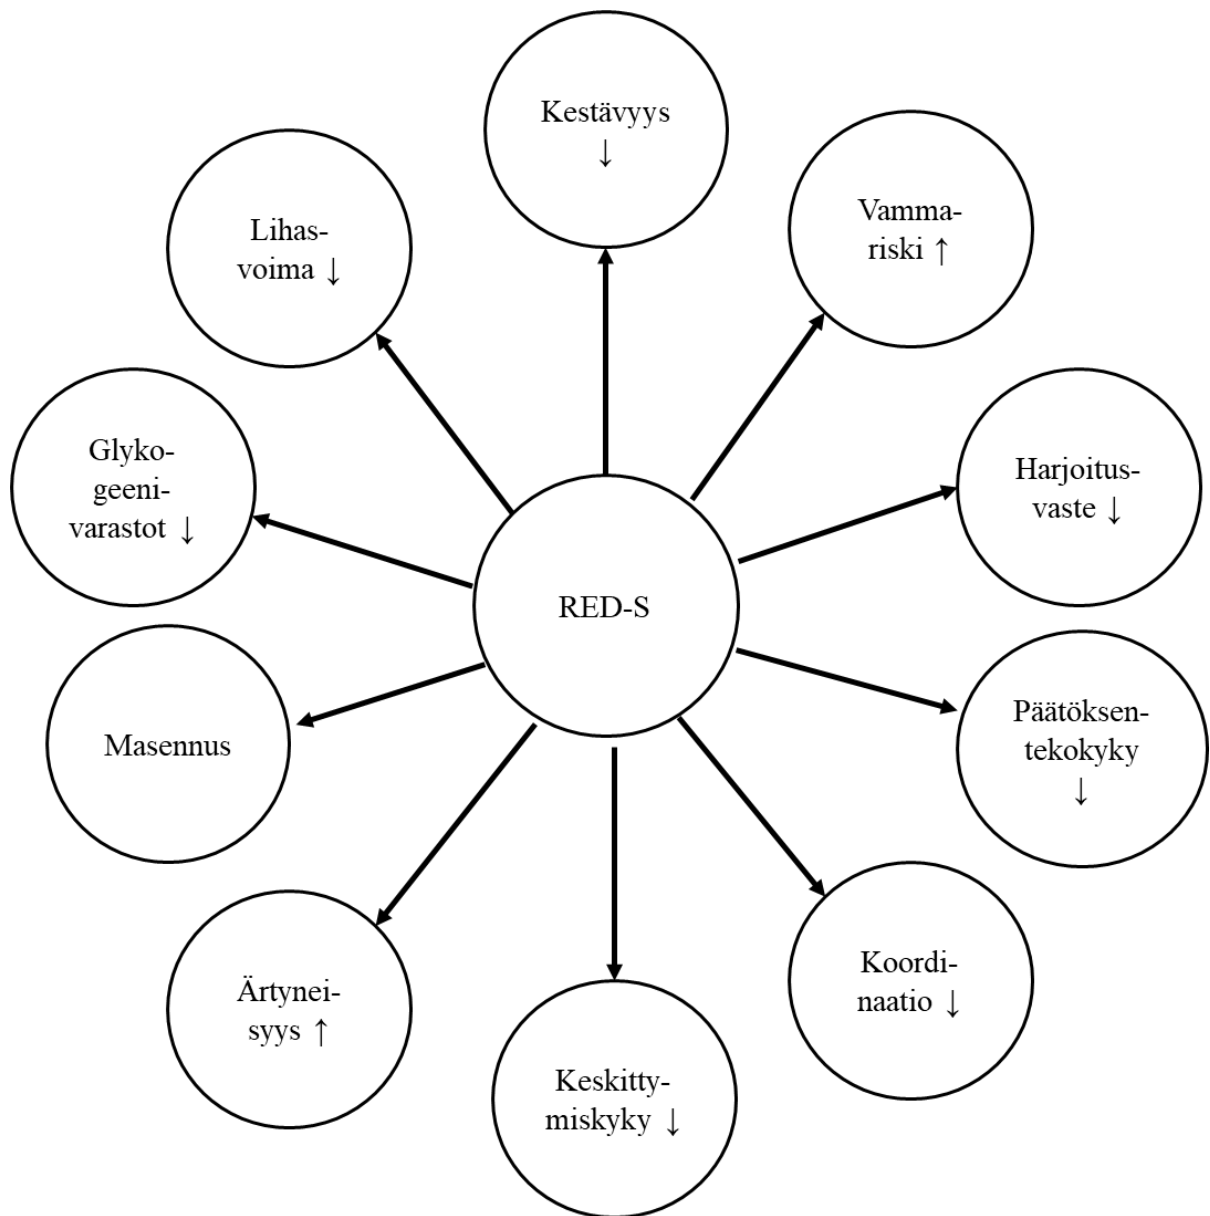 Kestävyys
↓
Vamma-
riski ↑
Lihas-
voima ↓
Harjoitus-
vaste ↓
Glyko-
geeni-
varastot ↓
RED-S
Päätöksen-
tekokyky
↓
Masennus
Koordi-
naatio ↓
Ärtynei-
syys ↑
Keskitty-
miskyky ↓